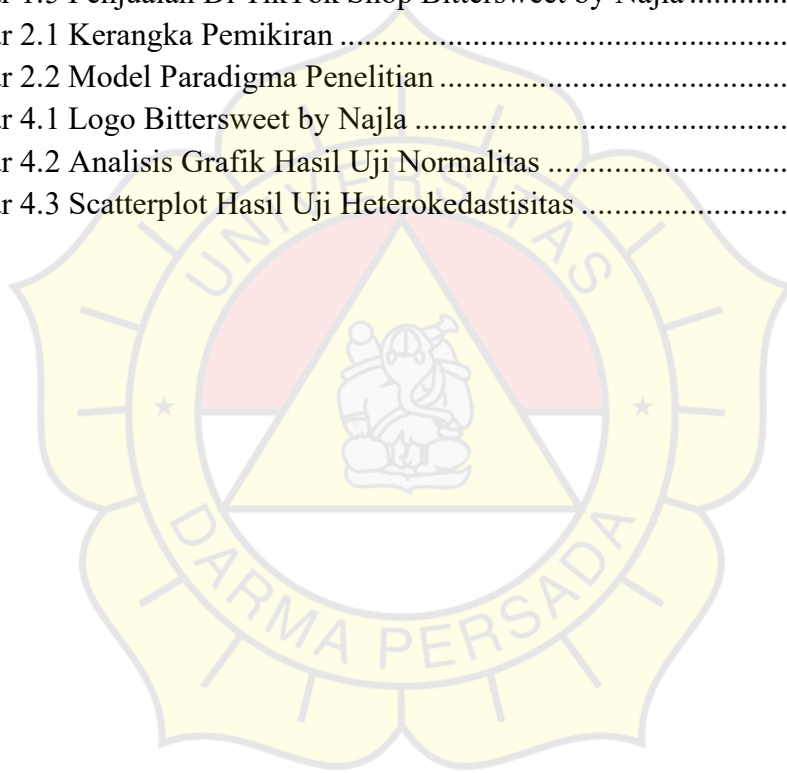 r 1.3 Penjualan Di TikTok Shop Bittersweet by Najla...........
r 2.1 Kerangka Pemikiran......................................................
r 2.2 Model Paradigma Penelitian..........................................
r 4.1 Logo Bittersweet by Najla.............................................
r 4.2 Analisis Grafik Hasil Uji Normalitas.............................
r 4.3 Scatterplot Hasil Uji Heterokedastisitas.........................
UNIVERSITAS
DARMA PERSADA